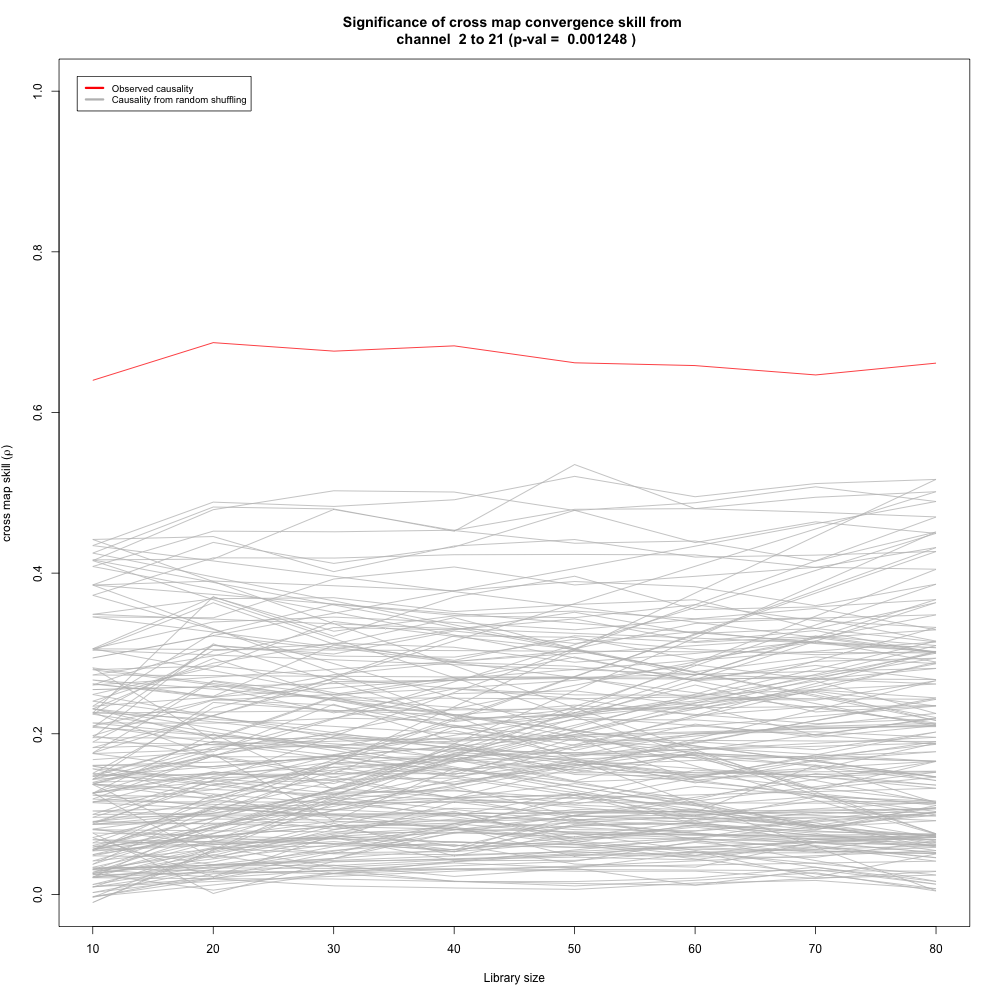 Significance of cross map convergence skill from
channel  2 to 21 (p-val =  0.001248 )
Observed causality
Causality from random shuffling
1.0
0.8
0.6
0.4
0.2
0.0
cross map skill (ρ)
10 20 30 40 50 60 70 80
Library size